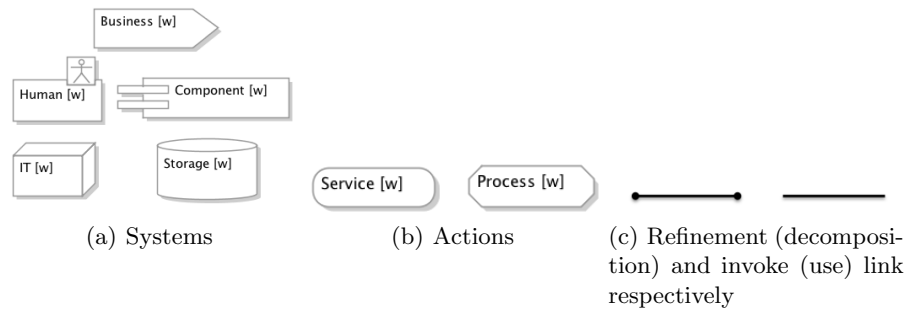 Business [w]
Human [w]
Component [w]
IT [w]
Storage [w]
Service [w]
Process [w]
(a) Systems
(b) Actions
(c) Refinement (decomposi-
tion) and invoke (use) link
respectively